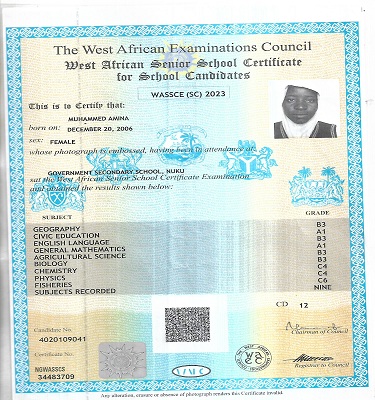 The West African Examinations Council
West African Senior School Certificate
for School Candidates
WASSCE (SC) 2023
This is to Certify that:
MUHAMMED AMINA
born on:
DECEMBER 20, 2006
sex:
FEMALE
whose photograph is embossed, having been in attendance at
GOVERNMENT SECONDARY SCHOOL, NUKU
sat the West African Senior School Certificate Examination
and obtained the results shown below:
SUBJECT GRADE
GEOGRAPHY B3
CIVIC EDUCATION A1
ENGLISH LANGUAGE B3
GENERAL MATHEMATICS A1
AGRICULTURAL SCIENCE B3
BIOLOGY C4
CHEMISTRY C4
PHYSICS C4
FISHERIES C6
SUBJECTS RECORDED NINE
CD 12
Candidate No.
4020109041
Chairman of Council
Certificate No
NGWASSCS
34483709
WAEC
Registrar to Council
Any alteration, erasure or absence of photograph renders this Certificate invalid.